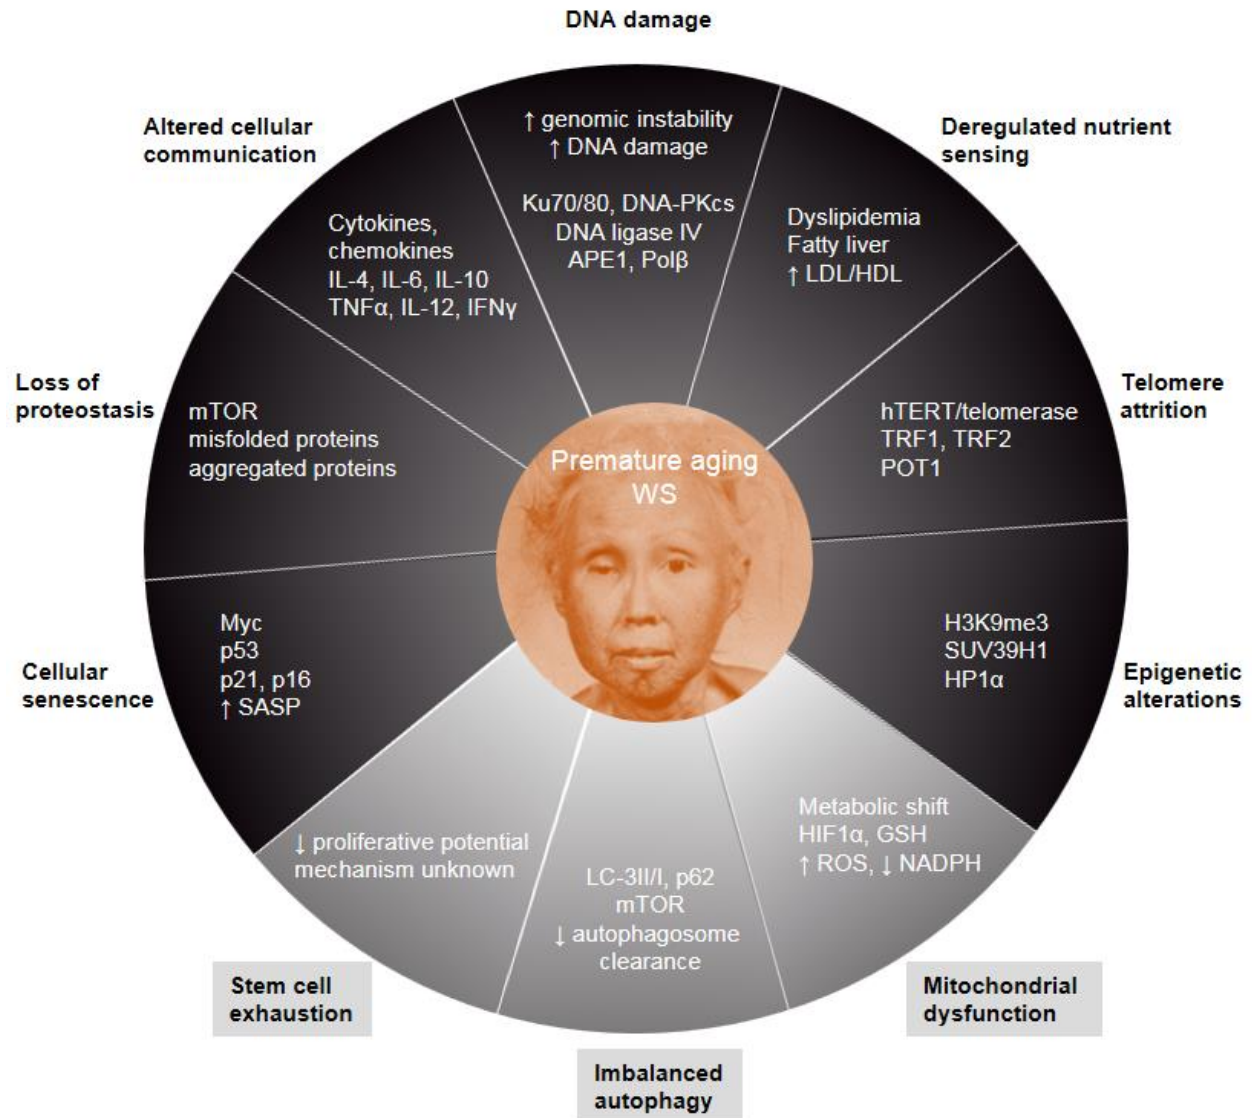 DNA damage
↑ genomic instability
↑ DNA damage
Ku70/80, DNA-PKcs
DNA ligase IV
APE1, Polβ
Deregulated nutrient
sensing
Dyslipidemia
Fatty liver
↑ LDL/HDL
Telomere
attrition
hTERT/telomerase
TRF1, TRF2
POT1
Epigenetic
alterations
H3K9me3
SUV39H1
HP1α
Mitochondrial
dysfunction
Metabolic shift
HIF1α, GSH
↑ ROS, ↓ NADPH
Imbalanced
autophagy
LC-3II/I, p62
mTOR
↓ autophagosome
clearance
Stem cell
exhaustion
↓ proliferative potential
mechanism unknown
Cellular
senescence
Myc
p53
p21, p16
↑ SASP
Loss of
proteostasis
mTOR
misfolded proteins
aggregated proteins
Altered cellular
communication
Cytokines,
chemokines
IL-4, IL-6, IL-10
TNFα, IL-12, IFNγ
Premature aging
WS